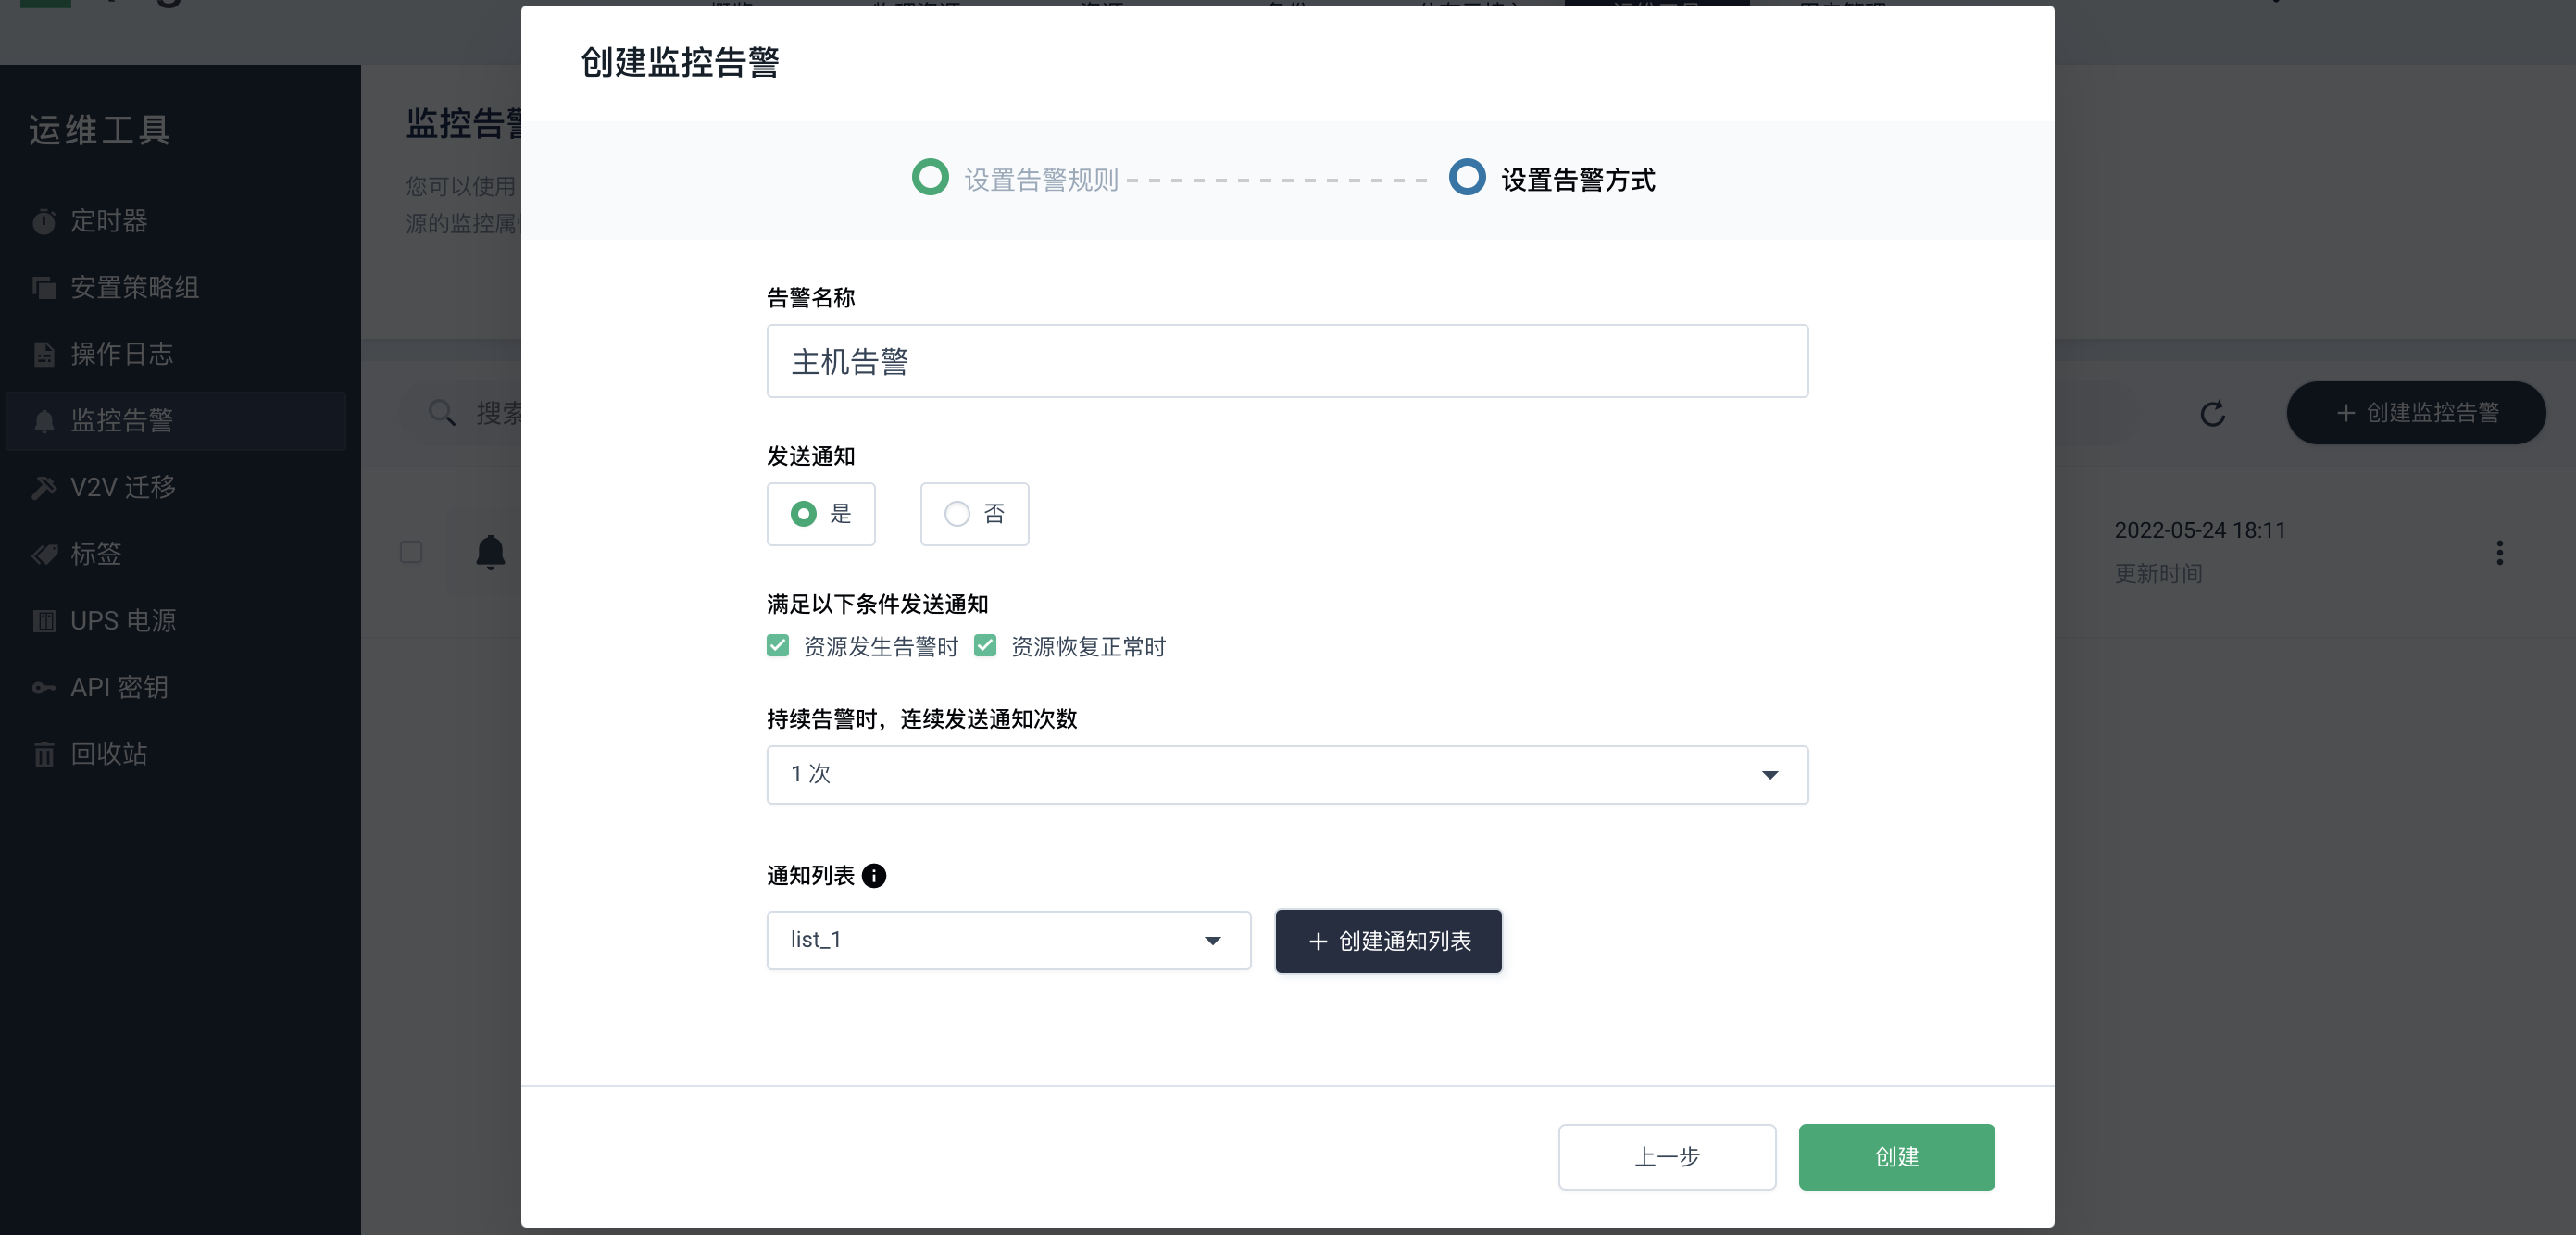 创建监控告警
设置告警规则
设置告警方式
告警名称
主机告警
发送通知
是
否
满足以下条件发送通知
资源发生告警时
资源恢复正常时
持续告警时，连续发送通知次数
1 次
通知列表
list_1
+ 创建通知列表
上一步
创建
运维工具
定时器
安置策略组
操作日志
监控告警
V2V 迁移
标签
UPS 电源
API 密钥
回收站
监控告警
您可以使用
源的监控属
搜索
+ 创建监控告警
2022-05-24 18:11
更新时间